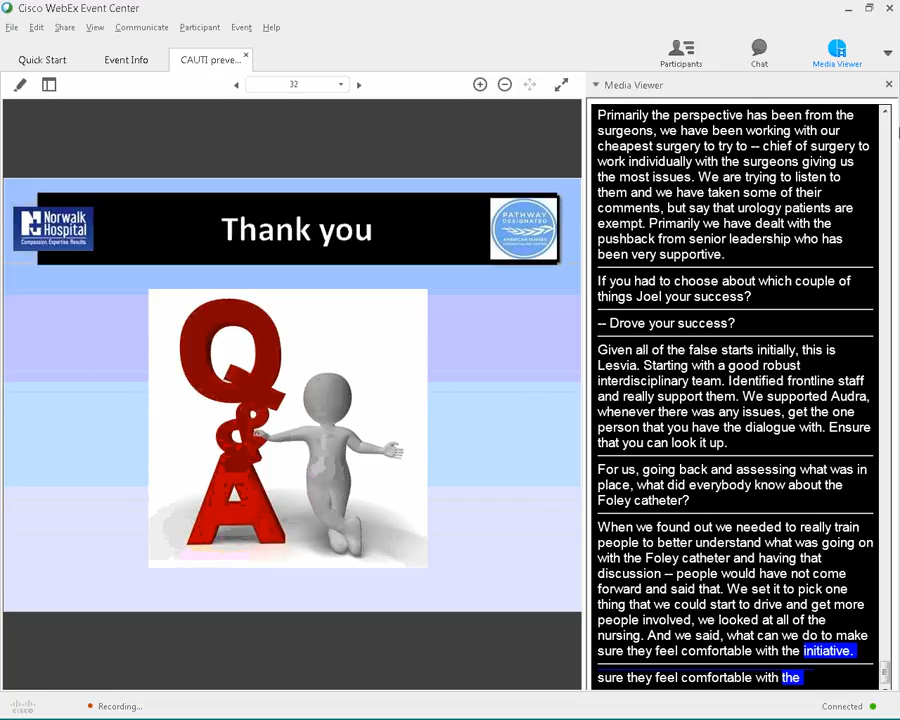 Cisco WebEx Event Center
File Edit Share View Communicate Participant Event Help
Quick Start Event Info CAUTI preve...
Participants Chat Media Viewer
32
Media Viewer
Norwalk
Hospital
Compassion. Expertise. Results.
Thank you
PATHWAY
DESIGNATED
AMERICAN NURSES
CREDENTIALING CENTER
Q
&
A
Primarily the perspective has been from the
surgeons, we have been working with our
cheapest surgery to try to -- chief of surgery to
work individually with the surgeons giving us
the most issues. We are trying to listen to
them and we have taken some of their
comments, but say that urology patients are
exempt. Primarily we have dealt with the
pushback from senior leadership who has
been very supportive.
If you had to choose about which couple of
things Joel your success?
-- Drove your success?
Given all of the false starts initially, this is
Lesvia. Starting with a good robust
interdisciplinary team. Identified frontline staff
and really support them. We supported Audra,
whenever there was any issues, get the one
person that you have the dialogue with. Ensure
that you can look it up.
For us, going back and assessing what was in
place, what did everybody know about the
Foley catheter?
When we found out we needed to really train
people to better understand what was going on
with the Foley catheter and having that
discussion -- people would have not come
forward and said that. We set it to pick one
thing that we could start to drive and get more
people involved, we looked at all of the
nursing. And we said, what can we do to make
sure they feel comfortable with the initiative.
sure they feel comfortable with the
cisco
Recording...
Connected